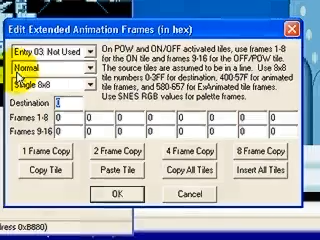 Edit Extended Animation Frames (in hex)
Entry 03: Not Used
Normal
Single 8x8
On POW and ON/OFF activated tiles, use frames 1-8
for the ON tile and frames 9-16 for the OFF/POW tile.
The source tiles are assumed to be in a line. Use 8x8
tile numbers 0-3FF for destination, 400-57F for animated
tile frames, and 580-657 for ExAnimated tile frames.
Use SNES RGB values for palette frames.
Destination 0
Frames 1-8 0 0 0 0 0 0 0 0
Frames 9-16 0 0 0 0 0 0 0 0
1 Frame Copy 2 Frame Copy 4 Frame Copy 8 Frame Copy
Copy Tile Paste Tile Copy All Tiles Insert All Tiles
OK Cancel
dress 0xB880)